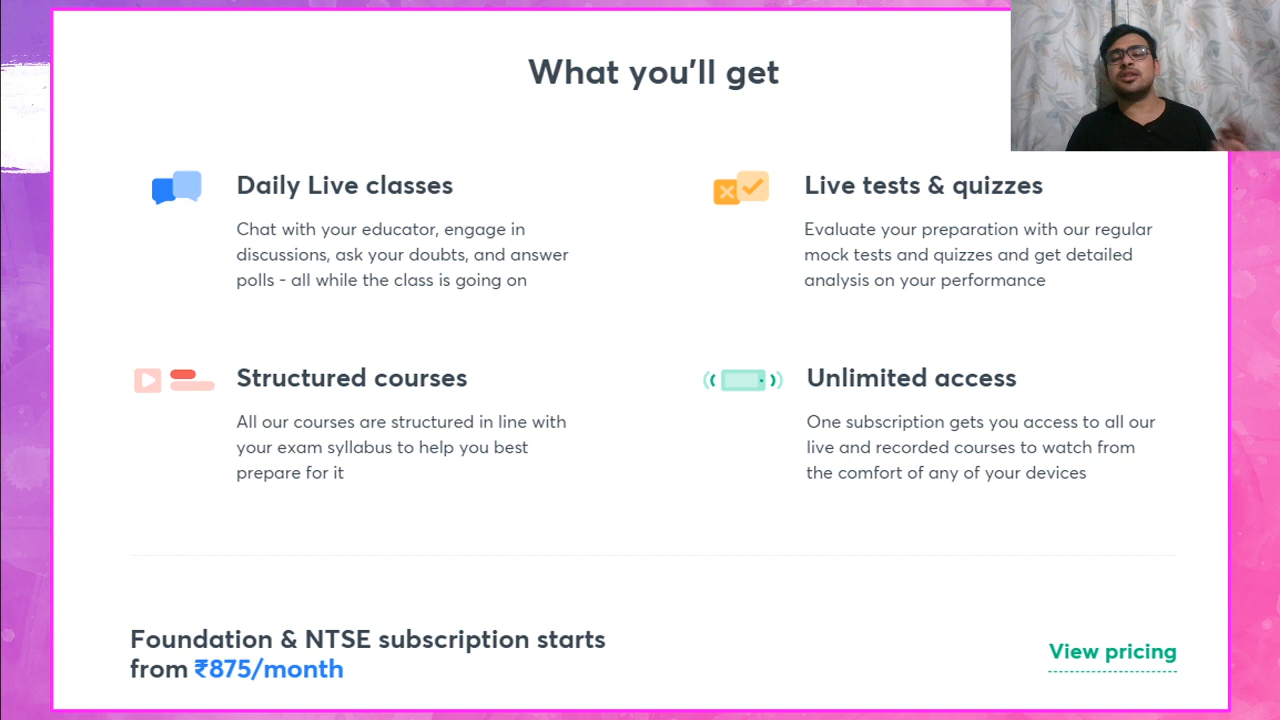 What you'll get
Daily Live classes
Chat with your educator, engage in
discussions, ask your doubts, and answer
polls - all while the class is going on
Live tests & quizzes
Evaluate your preparation with our regular
mock tests and quizzes and get detailed
analysis on your performance
Structured courses
All our courses are structured in line with
your exam syllabus to help you best
prepare for it
Unlimited access
One subscription gets you access to all our
live and recorded courses to watch from
the comfort of any of your devices
Foundation & NTSE subscription starts
from ₹875/month
View pricing